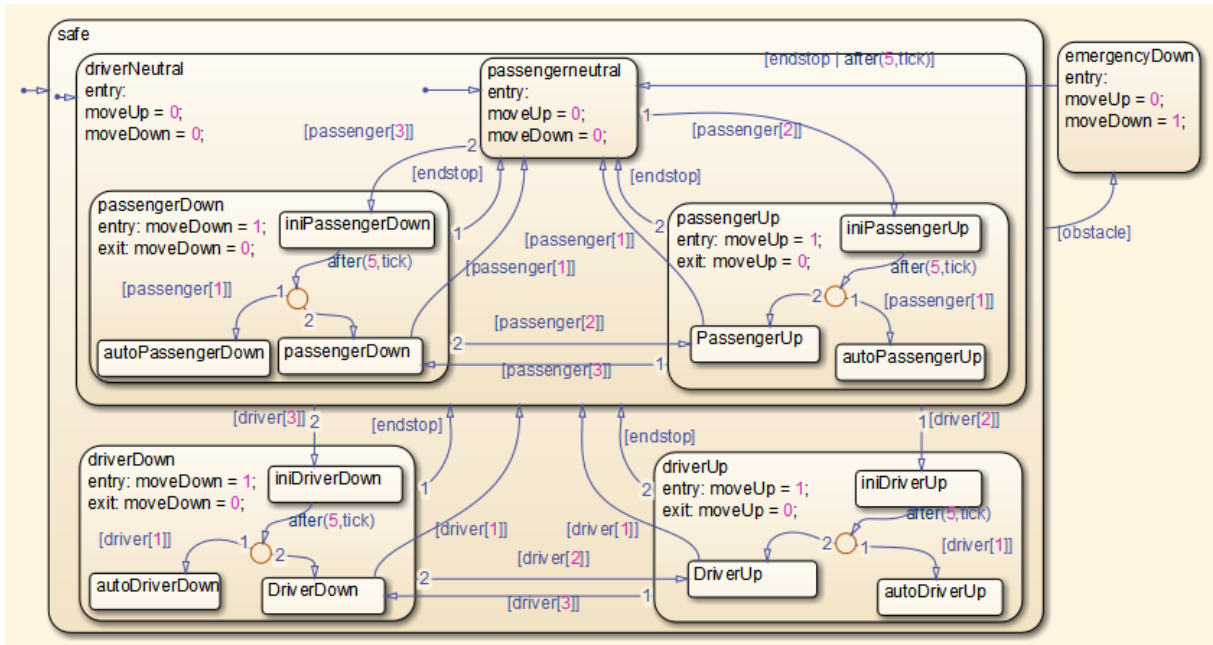 safe
driverNeutral
entry:
moveUp = 0;
moveDown = 0;
passengerneutral
entry:
moveUp = 0;
moveDown = 0;
[endstop | after(5,tick)]
emergencyDown
entry:
moveUp = 0;
moveDown = 1;
[passenger[3]]
2
1
[passenger[2]]
[endstop]
[endstop]
passengerDown
entry: moveDown = 1;
exit: moveDown = 0;
iniPassengerDown
after(5,tick)
[passenger[1]]
1
2
autoPassengerDown
passengerDown
1
[passenger[1]]
[passenger[1]]
2
passengerUp
entry: moveUp = 1;
exit: moveUp = 0;
iniPassengerUp
after(5,tick)
2
1
[passenger[1]]
PassengerUp
autoPassengerUp
[passenger[2]]
2
[passenger[3]]
1
[obstacle]
[driver[3]]
2
[endstop]
[endstop]
1
[driver[2]]
driverDown
entry: moveDown = 1;
exit: moveDown = 0;
iniDriverDown
after(5,tick)
[driver[1]]
1
2
autoDriverDown
DriverDown
1
[driver[1]]
[driver[1]]
2
driverUp
entry: moveUp = 1;
exit: moveUp = 0;
iniDriverUp
after(5,tick)
2
1
[driver[1]]
DriverUp
autoDriverUp
[driver[2]]
2
[driver[3]]
1